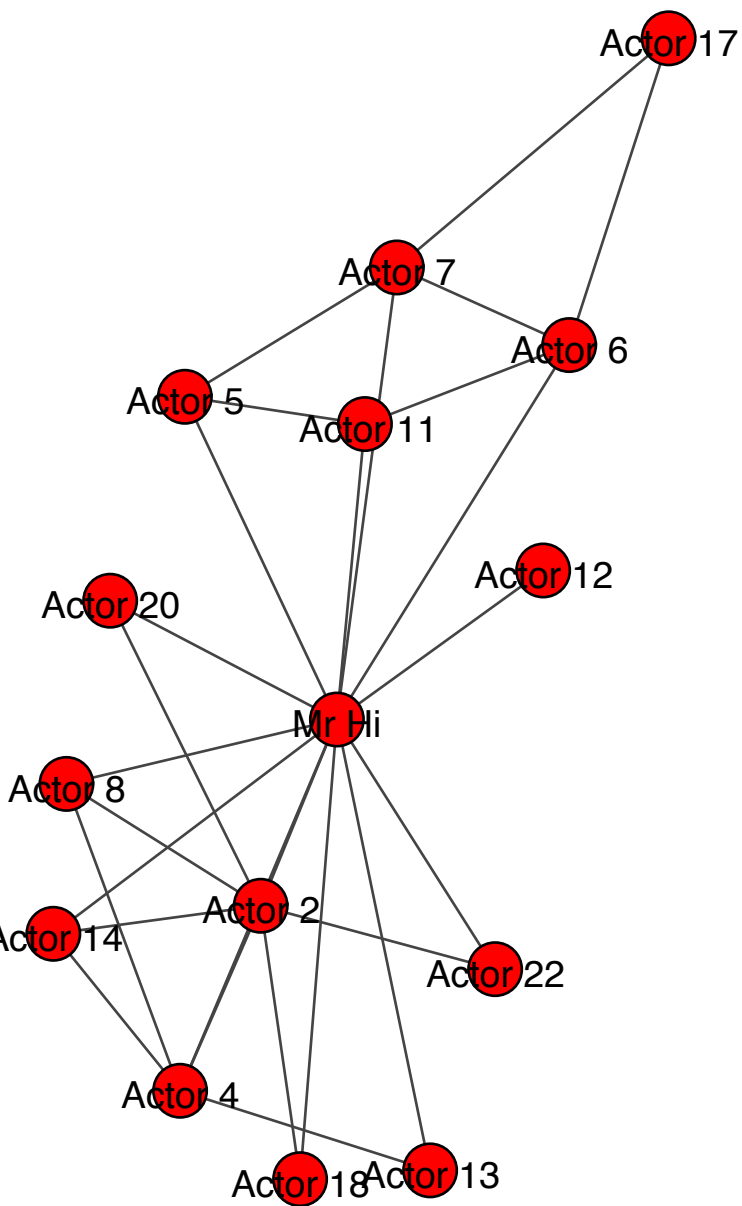 Actor 17
Actor 7
Actor 6
Actor 5
Actor 11
Actor 12
Actor 20
Mr Hi
Actor 8
Actor 2
Actor 14
Actor 22
Actor 4
Actor 18
Actor 13